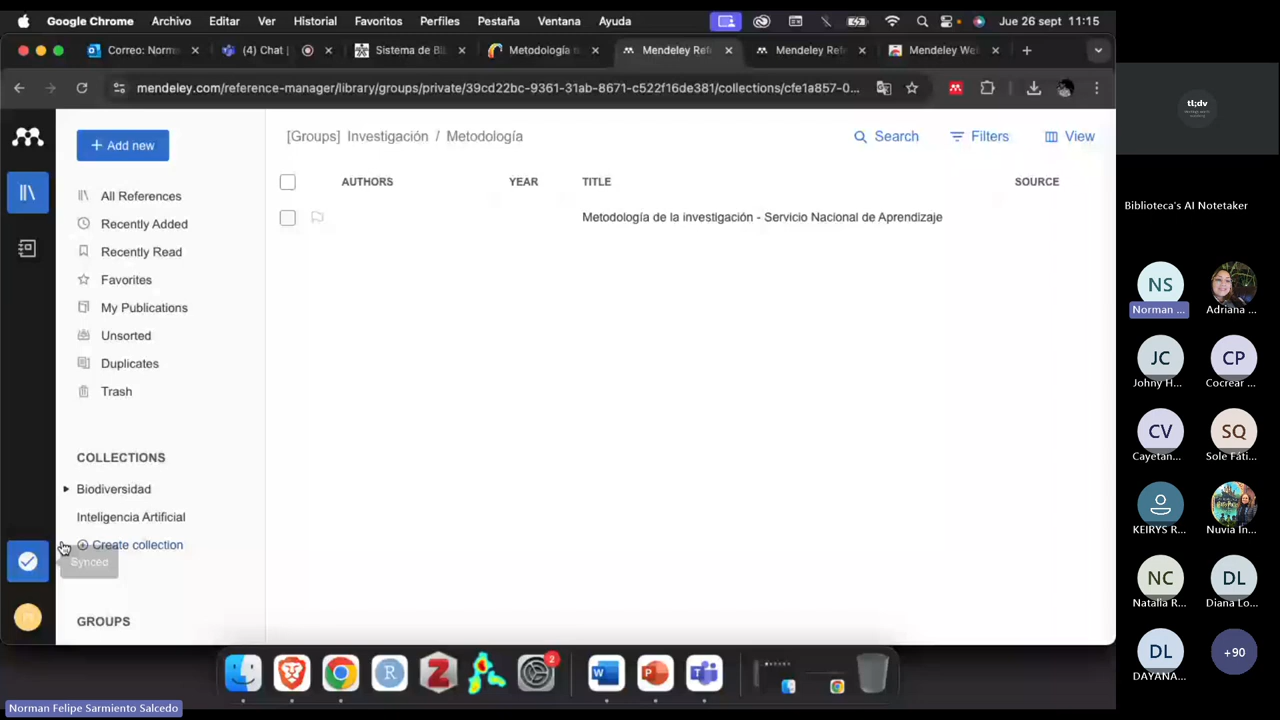 Google Chrome Archivo Editar Ver Historial Favoritos Perfiles Pestaña Ventana Ayuda Jue 26 sept 11:15
Correo: Norm (4) Chat Sistema de Bi Metodología Mendeley Ref Mendeley Ref Mendeley We
mendeley.com/reference-manager/library/groups/private/39cd22bc-9361-31ab-8671-c522f16de381/collections/cfe1a857-0...
+ Add new
[Groups] Investigación / Metodología
Search Filters View
AUTHORS YEAR TITLE SOURCE
Metodología de la investigación - Servicio Nacional de Aprendizaje
All References
Recently Added
Recently Read
Favorites
My Publications
Unsorted
Duplicates
Trash
COLLECTIONS
Biodiversidad
Inteligencia Artificial
Create collection
Synced
GROUPS
2
Norman Felipe Sarmiento Salcedo
tl;dv
Biblioteca's AI Notetaker
NS
Norman ... Adriana ...
JC CP
Johny H... Cocrear ...
CV SQ
Cayetan... Sole Fáti...
KEIRYS R... Nuvia In...
NC DL
Natalia R... Diana Lo...
DL +90
DAYANA...